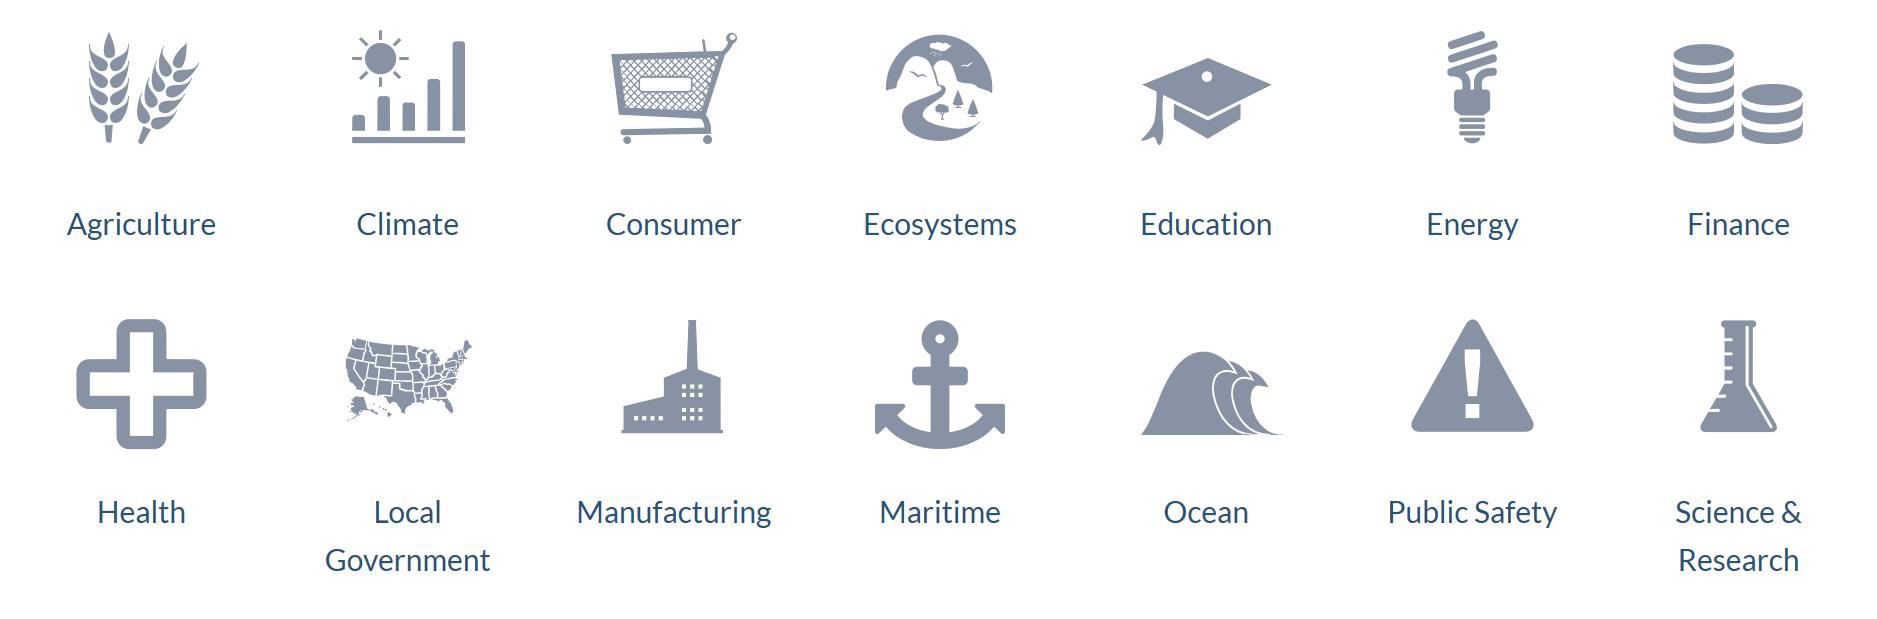 Agriculture
Climate
Consumer
Ecosystems
Education
Energy
Finance
Health
Local
Government
Manufacturing
Maritime
Ocean
Public Safety
Science &
Research